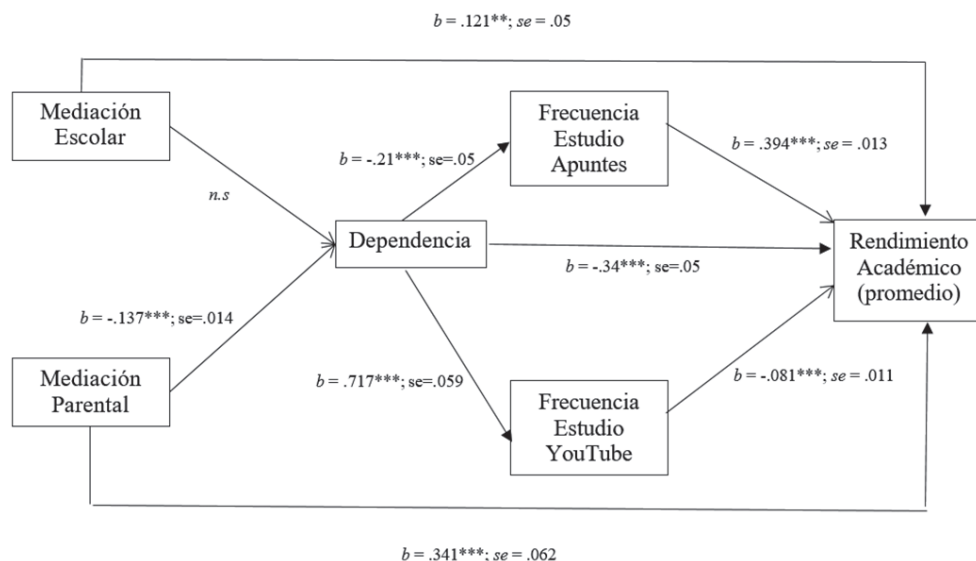 b = .121**; se = .05
Mediación
Escolar
Frecuencia
Estudio
Apuntes
b = -.21***; se=.05
b = .394***; se = .013
n.s
Dependencia
Rendimiento
Académico
(promedio)
b = -.34***; se=.05
b = -.137***; se=.014
Mediación
Parental
b = .717***; se=.059
b = -.081***; se = .011
Frecuencia
Estudio
YouTube
b = .341***; se = .062